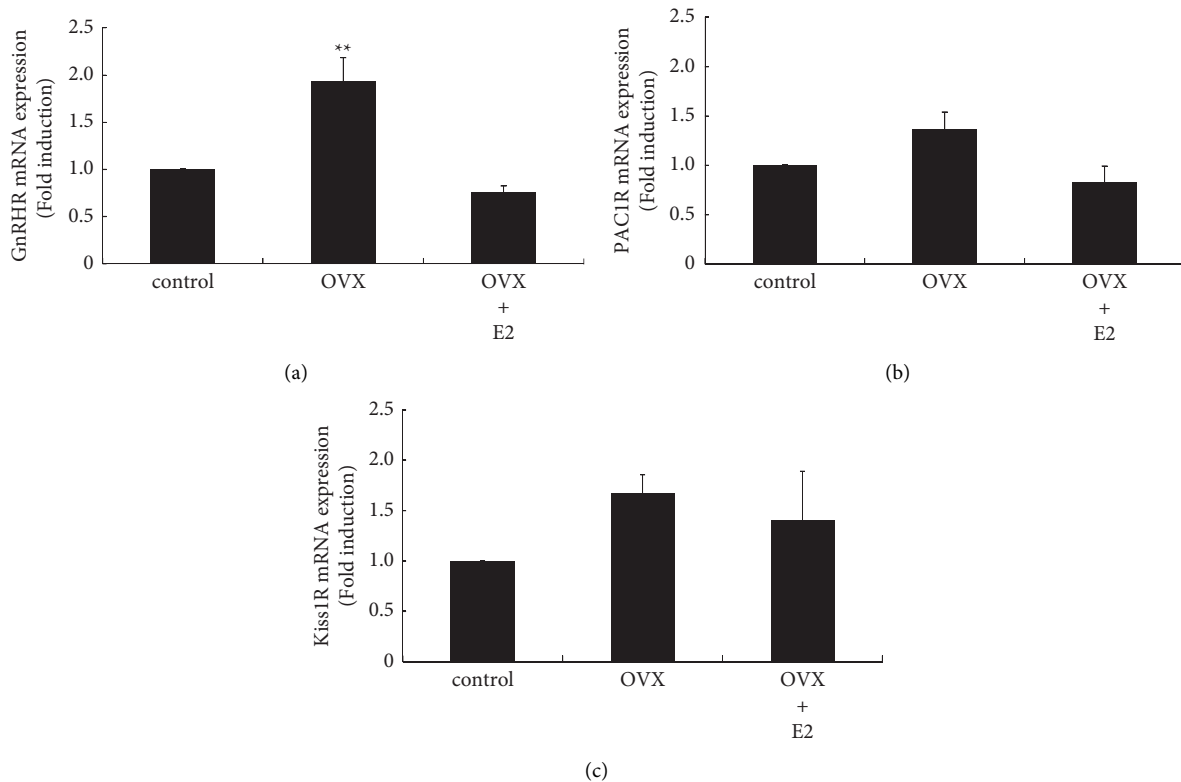 GnRHR mRNA expression
(Fold induction)
2.5
2.0
1.5
1.0
0.5
0
**
control
OVX
OVX
+
E2
(a)
PAC1R mRNA expression
(Fold induction)
2.5
2.0
1.5
1.0
0.5
0
control
OVX
OVX
+
E2
(b)
Kiss1R mRNA expression
(Fold induction)
2.5
2.0
1.5
1.0
0.5
0
control
OVX
OVX
+
E2
(c)